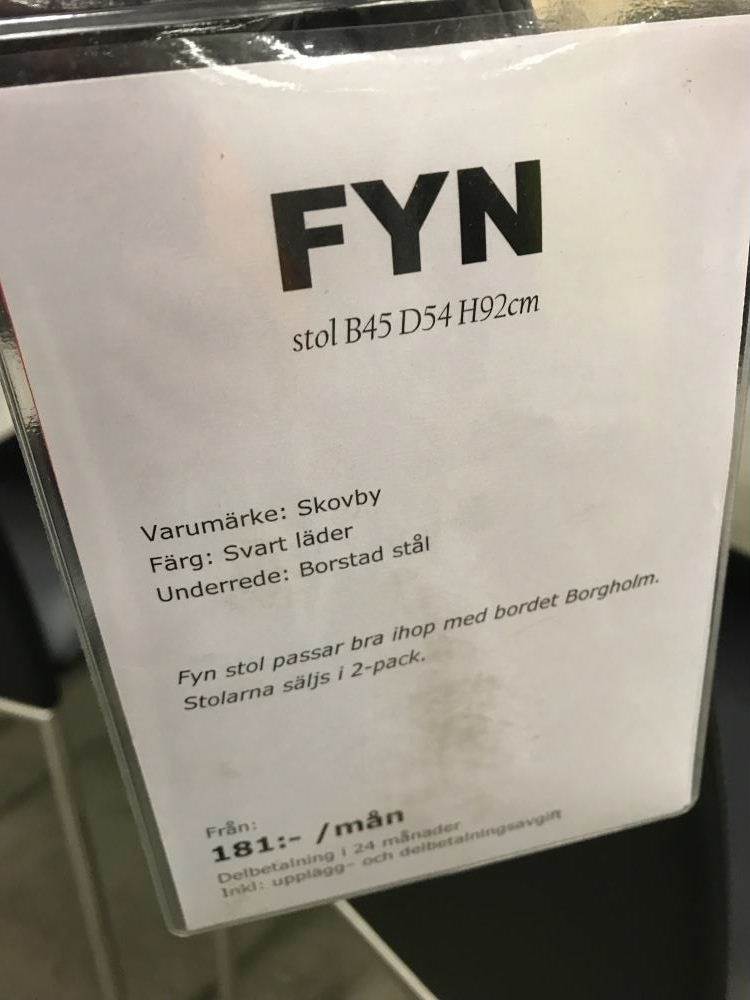 FYN
stol B45 D54 H92cm
Varumärke: Skovby
Färg: Svart läder
Underrede: Borstad stål
Fyn stol passar bra ihop med bordet Borgholm.
Stolarna säljs i 2-pack.
Från:
181:- /mån
Delbetalning i 24 månader
Inkl: upplägg- och delbetalningsavgift